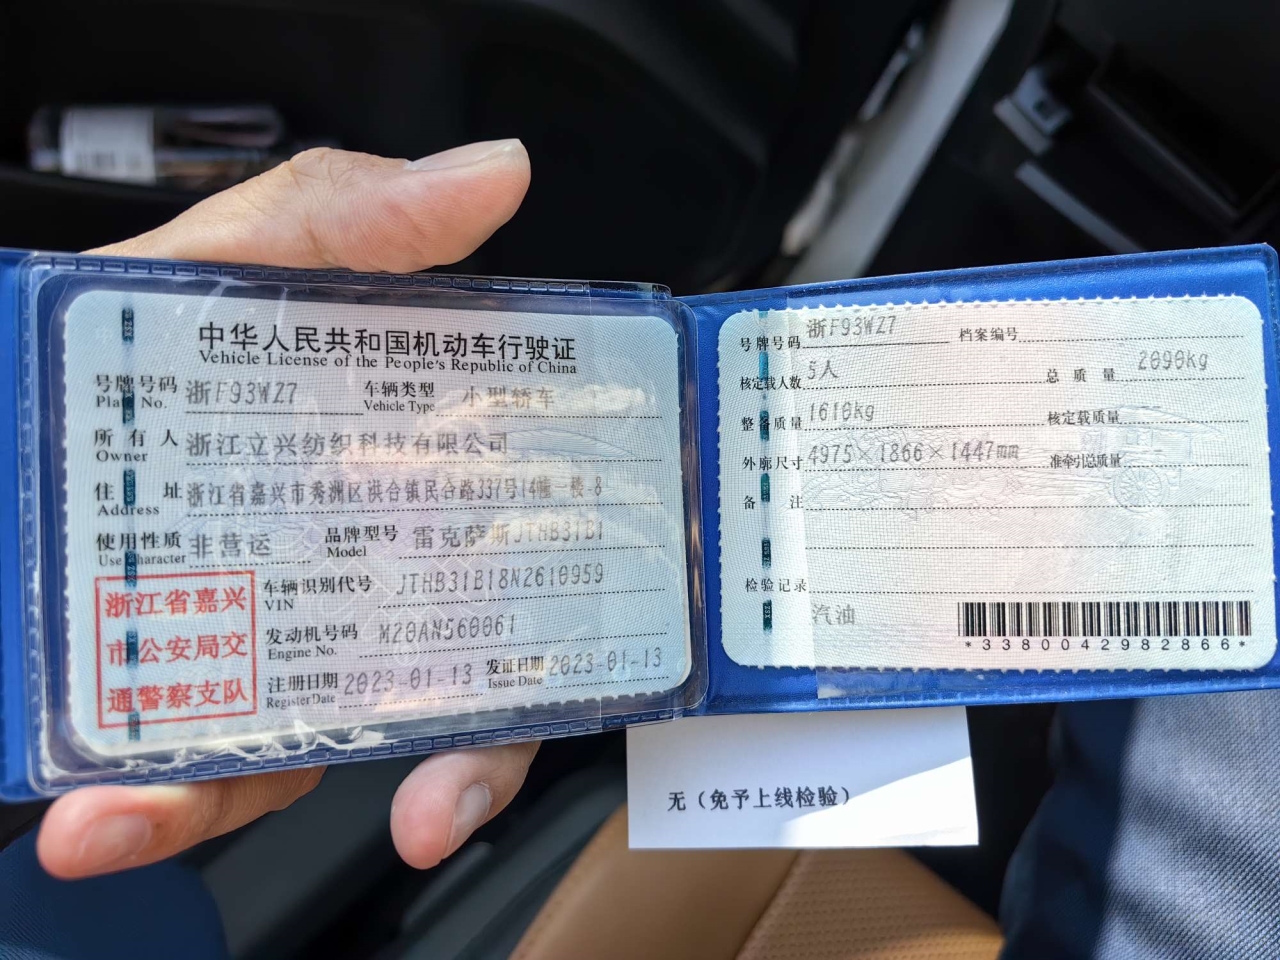 中华人民共和国机动车行驶证
Vehicle License of the People's Republic of China
号牌号码 浙F93WZ7 车辆类型 小型轿车
Plate No. Vehicle Type
所有人 浙江立兴纺织科技有限公司
Owner
住址 浙江省嘉兴市秀洲区洪合镇民合路337号14幢一楼-8
Address
使用性质 非营运 品牌型号 雷克萨斯JTHB31B1
Use Character Model
浙江省嘉兴
市公安局交
通警察支队
车辆识别代号 JTHB31B18N2610959
VIN
发动机号码 M20AN560061
Engine No.
注册日期 2023-01-13 发证日期 2023-01-13
Register Date Issue Date
号牌号码 浙F93WZ7 档案编号
核定载人数 5人 总质量 2090kg
整备质量 1610kg 核定载质量
外廓尺寸 4975×1866×1447mm 准牵引总质量
备注
检验记录
汽油
*3380042982866*
无（免予上线检验）